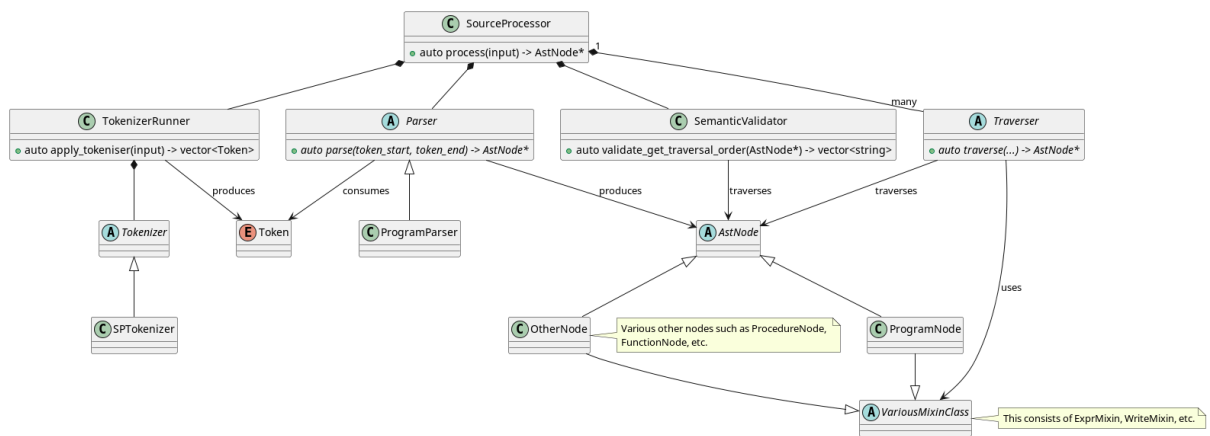 C SourceProcessor
auto process(input) -> AstNode*
1
many
C TokenizerRunner
auto apply_tokeniser(input) -> vector<Token>
A Parser
auto parse(token_start, token_end) -> AstNode*
C SemanticValidator
auto validate_get_traversal_order(AstNode*) -> vector<string>
A Traverser
auto traverse(...) -> AstNode*
produces
consumes
produces
traverses
traverses
A Tokenizer
E Token
C ProgramParser
A AstNode
uses
C SPTokenizer
C OtherNode
Various other nodes such as ProcedureNode,
FunctionNode, etc.
C ProgramNode
A VariousMixinClass
This consists of ExprMixin, WriteMixin, etc.